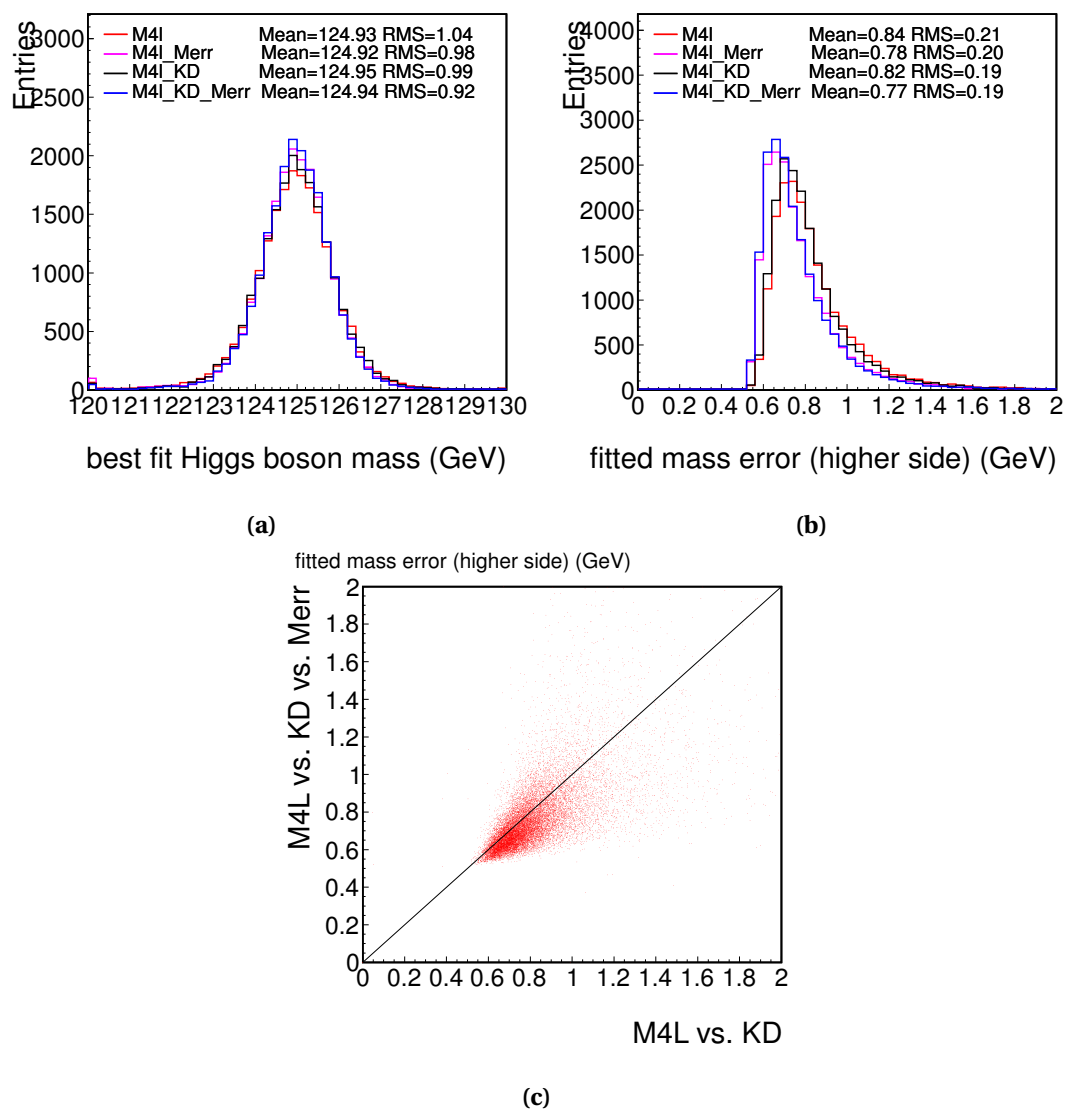 Entries
3000
2500
2000
1500
1000
500
0
M4l Mean=124.93 RMS=1.04
M4l_Merr Mean=124.92 RMS=0.98
M4l_KD Mean=124.95 RMS=0.99
M4l_KD_Merr Mean=124.94 RMS=0.92
120 121 122 123 124 125 126 127 128 129 130
best fit Higgs boson mass (GeV)
(a)
Entries
4000
3500
3000
2500
2000
1500
1000
500
0
M4l Mean=0.84 RMS=0.21
M4l_Merr Mean=0.78 RMS=0.20
M4l_KD Mean=0.82 RMS=0.19
M4l_KD_Merr Mean=0.77 RMS=0.19
0 0.2 0.4 0.6 0.8 1 1.2 1.4 1.6 1.8 2
fitted mass error (higher side) (GeV)
(b)
fitted mass error (higher side) (GeV)
M4L vs. KD vs. Merr
2
1.8
1.6
1.4
1.2
1
0.8
0.6
0.4
0.2
0
0 0.2 0.4 0.6 0.8 1 1.2 1.4 1.6 1.8 2
M4L vs. KD
(c)